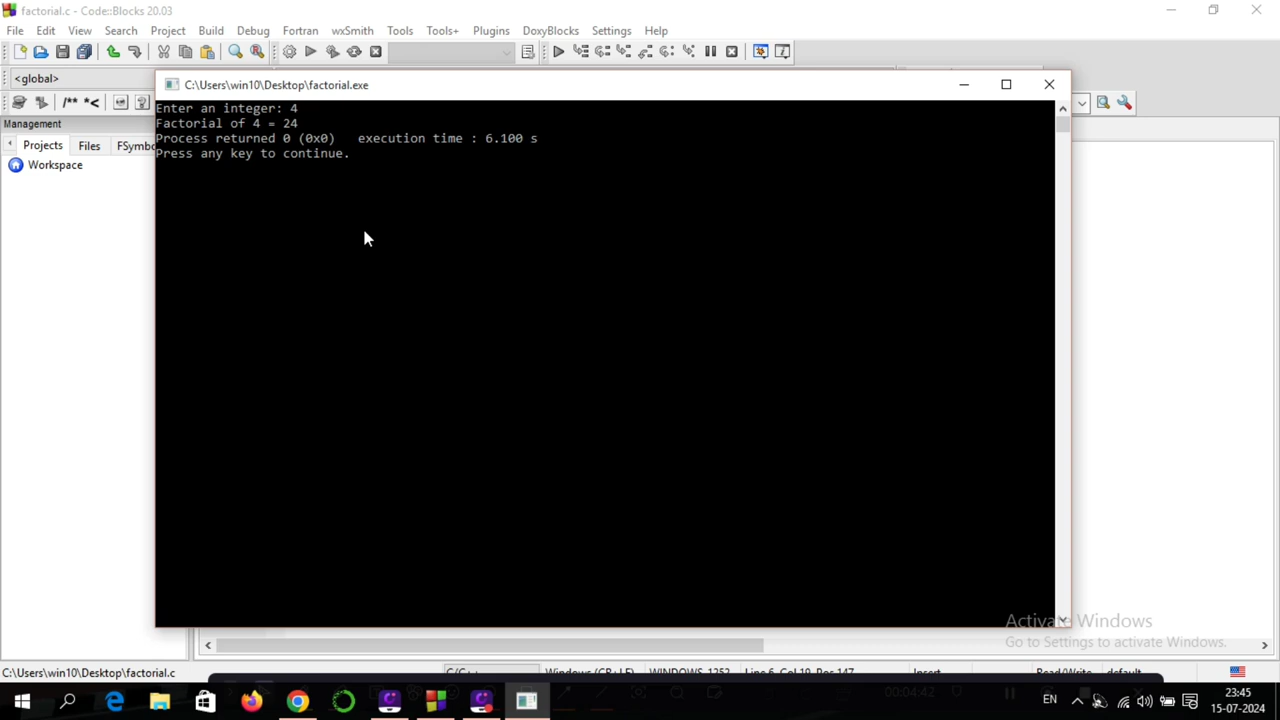 factorial.c - Code::Blocks 20.03
File Edit View Search Project Build Debug Fortran wxSmith Tools Tools+ Plugins DoxyBlocks Settings Help
<global>
C:\Users\win10\Desktop\factorial.exe
/** *<
Enter an integer: 4
Factorial of 4 = 24
Process returned 0 (0x0) execution time : 6.100 s
Press any key to continue.
Management
Projects Files FSymbo
Workspace
Activate Windows
Go to Settings to activate Windows.
C:\Users\win10\Desktop\factorial.c C/C++ Windows (CR+LF) WINDOWS-1252 Line 6, Col 19, Pos 147 Insert Read/Write default
00:04:42
EN
23:45
15-07-2024